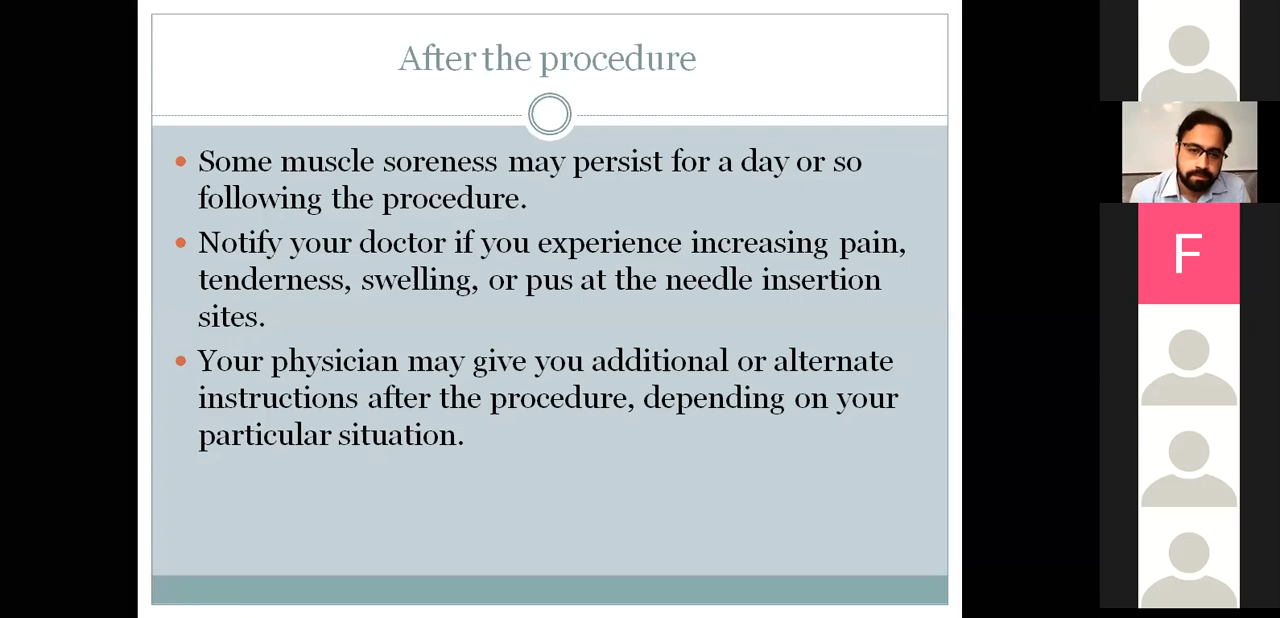 After the procedure
Some muscle soreness may persist for a day or so
following the procedure.
Notify your doctor if you experience increasing pain,
tenderness, swelling, or pus at the needle insertion
sites.
Your physician may give you additional or alternate
instructions after the procedure, depending on your
particular situation.
F